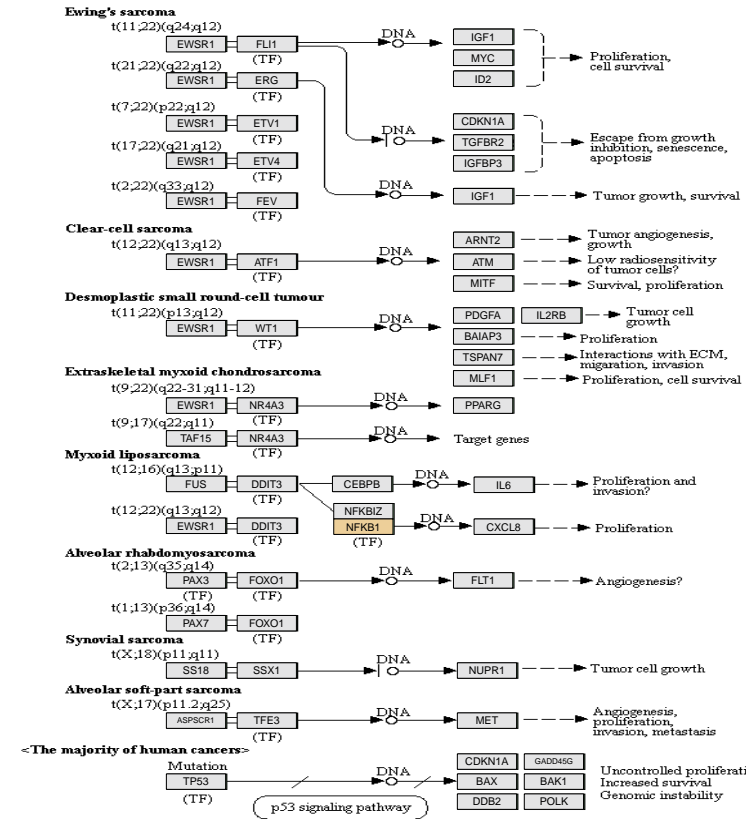 Ewing's sarcoma
t(11;22)(q24;q12)
EWSR1 FLI1 DNA IGF1
(TF) MYC Proliferation,
cell survival
t(21;22)(q22;q12) ID2
EWSR1 ERG
(TF)
t(7;22)(p22;q12)
EWSR1 ETV1 DNA CDKN1A
(TF) TGFBR2 Escape from growth
inhibition, senescence,
apoptosis
t(17;22)(q21;q12) IGFBP3
EWSR1 ETV4
(TF)
t(2;22)(q33;q12)
EWSR1 FEV DNA IGF1 Tumor growth, survival
(TF)
Clear-cell sarcoma
t(12;22)(q13;q12) ARNT2 Tumor angiogenesis,
growth
EWSR1 ATF1 DNA ATM Low radiosensitivity
of tumor cells?
(TF) MITF Survival, proliferation
Desmoplastic small round-cell tumour
t(11;22)(p13;q12) PDGFA IL2RB Tumor cell
growth
EWSR1 WT1 DNA BAIAP3 Proliferation
(TF) TSPAN7 Interactions with ECM,
migaration, invasion
MLF1 Proliferation, cell survival
Extraskeletal myxoid chondrosarcoma
t(9;22)(q22-31;q11-12)
EWSR1 NR4A3 DNA PPARG
(TF)
t(9;17)(q22;q11)
TAF15 NR4A3 DNA Target genes
(TF)
Myxoid liposarcoma
t(12;16)(q13;p11)
FUS DDIT3 CEBPB DNA IL6 Proliferation and
invasion?
(TF)
t(12;22)(q13;q12) NFKBIZ
EWSR1 DDIT3 NFKB1 DNA CXCL8 Proliferation
(TF) (TF)
Alveolar rhabdomyosarcoma
t(2;13)(q35;q14)
PAX3 FOXO1 DNA FLT1 Angiogenesis?
(TF) (TF)
t(1;13)(p36;q14)
PAX7 FOXO1
(TF)
Synovial sarcoma
t(X;18)(p11;q11)
SS18 SSX1 DNA NUPR1 Tumor cell growth
Alveolar soft-part sarcoma
t(X;17)(p11.2;q25)
ASPSCR1 TFE3 DNA MET Angiogenesis,
proliferation,
invasion, metastasis
(TF)
<The majority of human cancers>
Mutation CDKN1A GADD45G Uncontrolled proliferati
TP53 DNA BAX BAK1 Increased survival
(TF) p53 signaling pathway DDB2 POLK Genomic instability